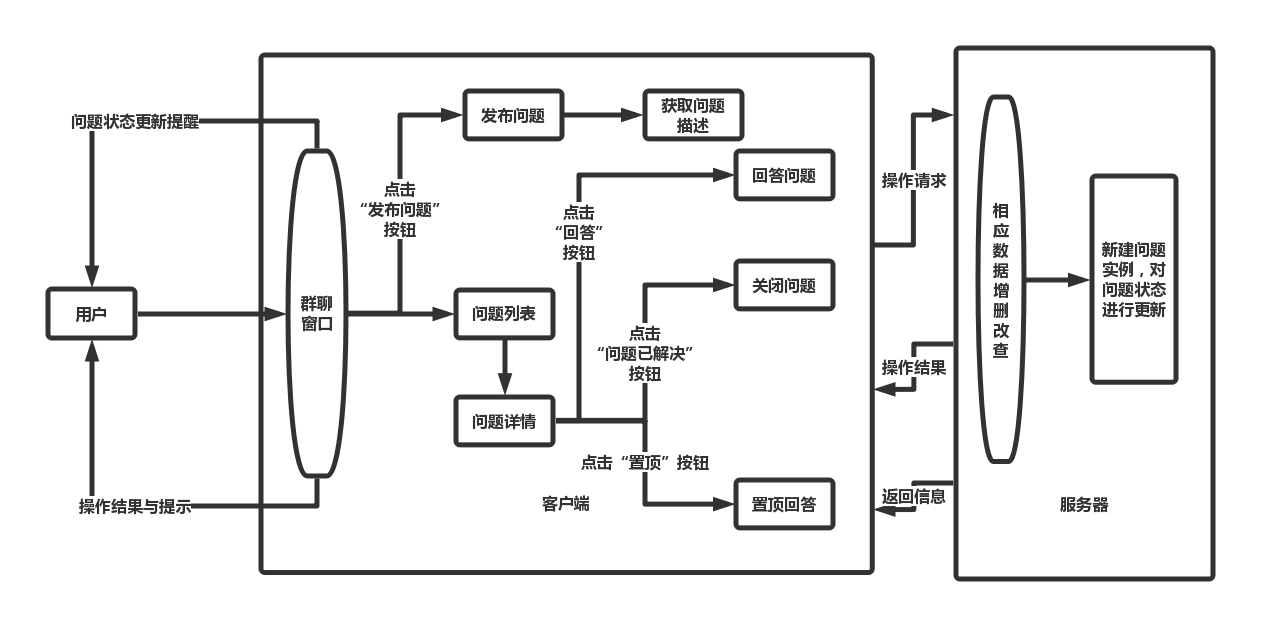 问题状态更新提醒
用户
操作结果与提示
群聊
窗口
点击
“发布问题”
按钮
发布问题
获取问题
描述
问题列表
问题详情
点击
“回答”
按钮
回答问题
点击
“问题已解决”
按钮
关闭问题
点击 “置顶” 按钮
置顶回答
客户端
操作请求
操作结果
返回信息
相
应
数
据
增
删
改
查
新建问题
实例，对
问题状态
进行更新
服务器